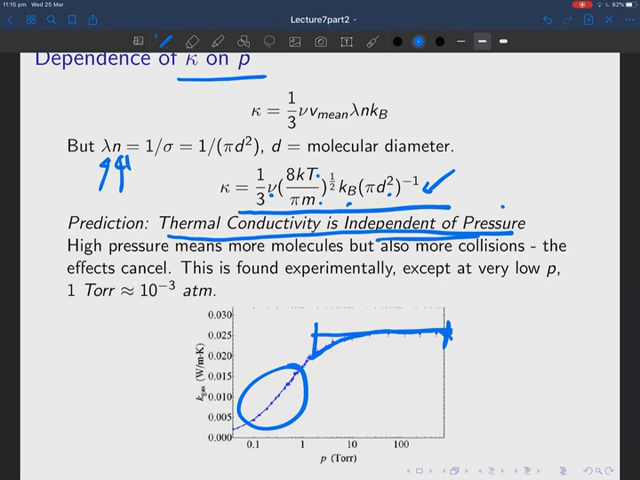 11:15 pm Wed 25 Mar
62%
Lecture7part2
Dependence of κ on p
κ = 1/3 ν v_mean λnk_B
But λn = 1/σ = 1/(πd²), d = molecular diameter.
κ = 1/3 ν(8kT/πm)^½ k_B(πd²)⁻¹
Prediction: Thermal Conductivity is Independent of Pressure
High pressure means more molecules but also more collisions - the
effects cancel. This is found experimentally, except at very low p,
1 Torr ≈ 10⁻³ atm.
0.030
0.025
0.020
0.015
0.010
0.005
0.000
k_gas (W/m·K)
0.1 1 10 100
p (Torr)